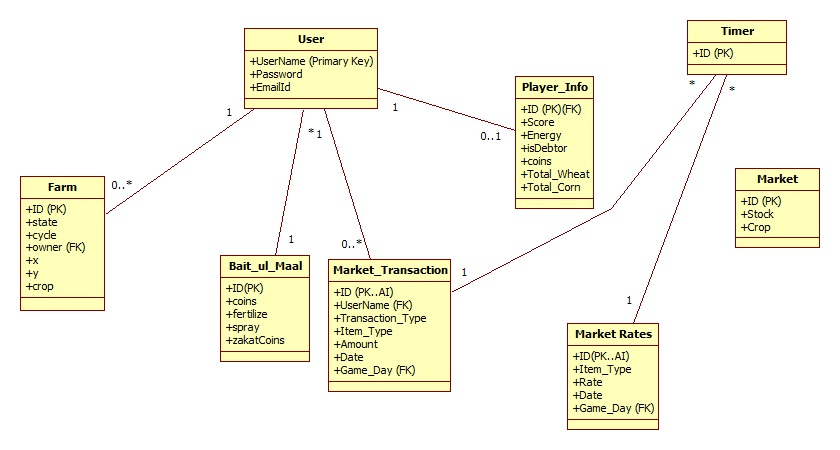 User
+UserName (Primary Key)
+Password
+EmailId
Timer
+ID (PK)
Player_Info
+ID (PK)(FK)
+Score
+Energy
+isDebtor
+coins
+Total_Wheat
+Total_Corn
Market
+ID (PK)
+Stock
+Crop
Farm
+ID (PK)
+state
+cycle
+owner (FK)
+x
+y
+crop
Bait_ul_Maal
+ID(PK)
+coins
+fertilize
+spray
+zakatCoins
Market_Transaction
+ID (PK..AI)
+UserName (FK)
+Transaction_Type
+Item_Type
+Amount
+Date
+Game_Day (FK)
Market Rates
+ID(PK..AI)
+Item_Type
+Rate
+Date
+Game_Day (FK)
1
0..*
*
1
1
0..*
1
0..1
*
1
*
1